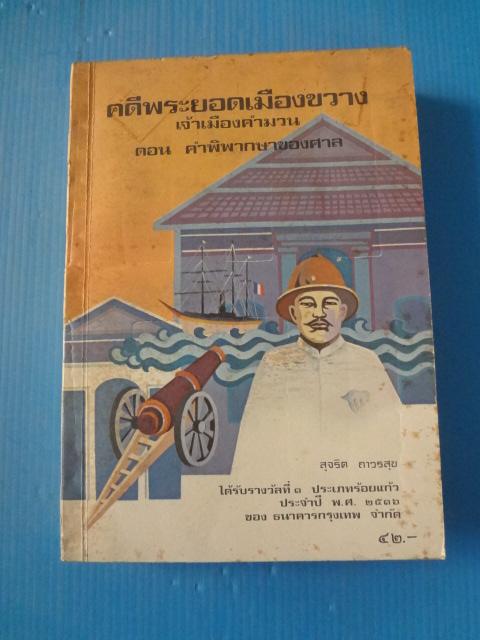 คดีพระยอดเมืองขวาง
เจ้าเมืองคำมวน
ตอน คำพิพากษาของศาล
สุจริต ถาวรสุข
ได้รับรางวัลที่ ๑ ประเภทร้อยแก้ว
ประจำปี พ.ศ. ๒๕๑๖
ของ ธนาคารกรุงเทพ จำกัด
๔๒.-